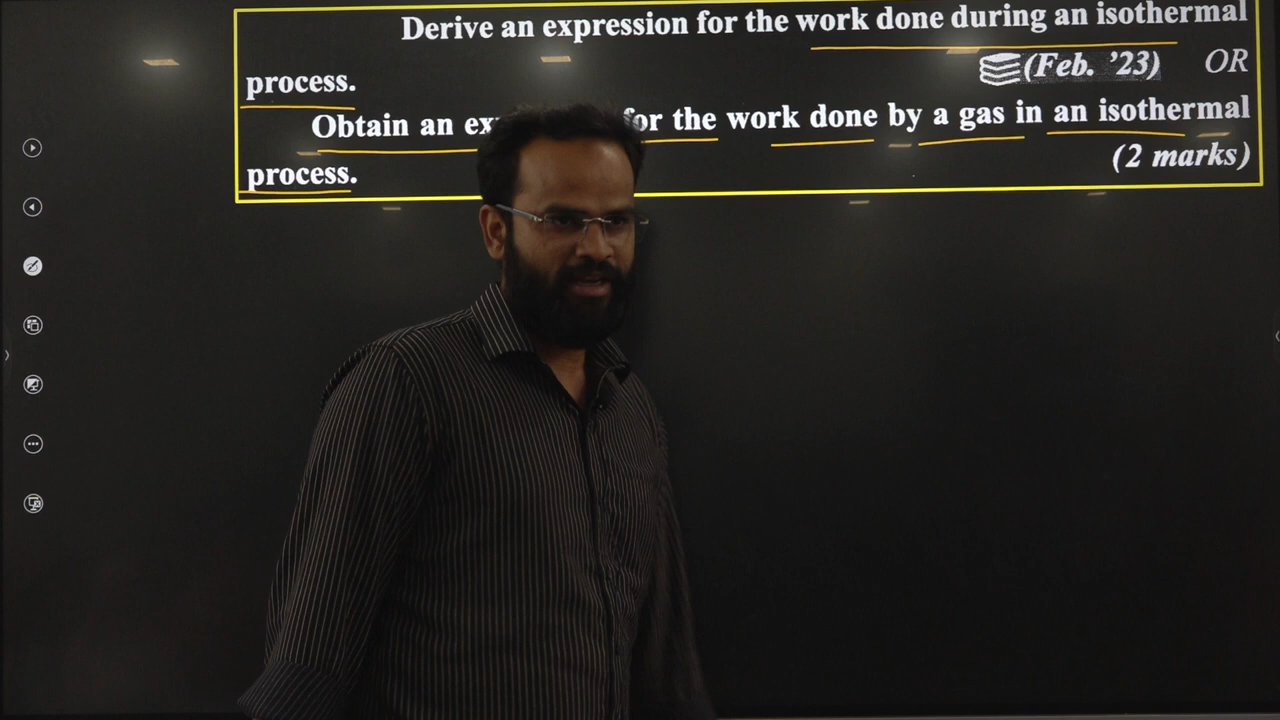 Derive an expression for the work done during an isothermal
(Feb. ’23) OR
process.
Obtain an for the work done by a gas in an isothermal
(2 marks)
process.